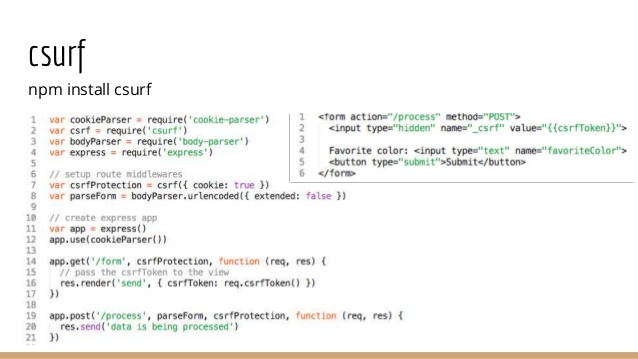 csurf
npm install csurf
1 var cookieParser = require('cookie-parser')
2 var csrf = require('csurf')
3 var bodyParser = require('body-parser')
4 var express = require('express')
5
6 // setup route middlewares
7 var csrfProtection = csrf({ cookie: true })
8 var parseForm = bodyParser.urlencoded({ extended: false })
9
10 // create express app
11 var app = express()
12 app.use(cookieParser())
13
14 app.get('/form', csrfProtection, function (req, res) {
15 // pass the csrfToken to the view
16 res.render('send', { csrfToken: req.csrfToken() })
17 })
18
19 app.post('/process', parseForm, csrfProtection, function (req, res) {
20 res.send('data is being processed')
21 })
1 <form action="/process" method="POST">
2 <input type="hidden" name="_csrf" value="{{csrfToken}}">
3
4 Favorite color: <input type="text" name="favoriteColor">
5 <button type="submit">Submit</button>
6 </form>